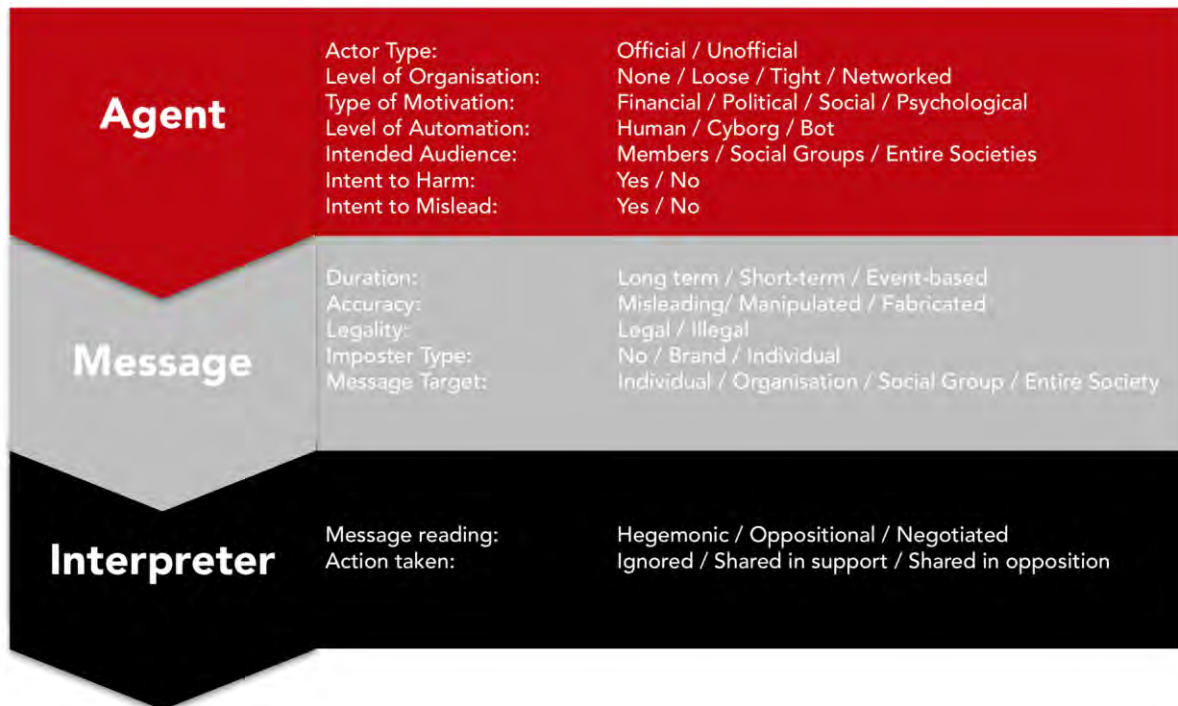 Agent
Actor Type: Official / Unofficial
Level of Organisation: None / Loose / Tight / Networked
Type of Motivation: Financial / Political / Social / Psychological
Level of Automation: Human / Cyborg / Bot
Intended Audience: Members / Social Groups / Entire Societies
Intent to Harm: Yes / No
Intent to Mislead: Yes / No
Message
Duration: Long term / Short-term / Event-based
Accuracy: Misleading/ Manipulated / Fabricated
Legality: Legal / Illegal
Imposter Type: No / Brand / Individual
Message Target: Individual / Organisation / Social Group / Entire Society
Interpreter
Message reading: Hegemonic / Oppositional / Negotiated
Action taken: Ignored / Shared in support / Shared in opposition